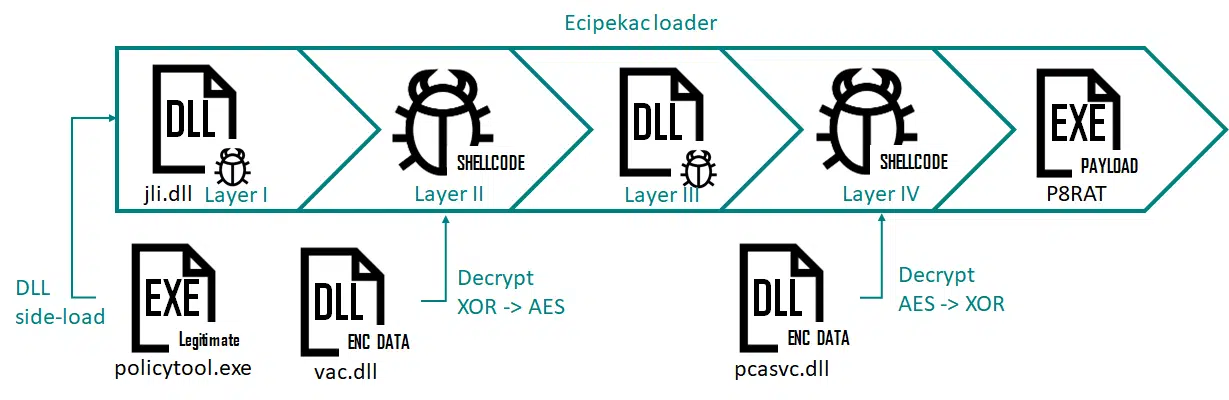 Ecipekac loader
DLL
jli.dll
Layer I
SHELLCODE
Layer II
DLL
Layer III
SHELLCODE
Layer IV
EXE
PAYLOAD
P8RAT
DLL
side-load
EXE
Legitimate
policytool.exe
DLL
ENC DATA
vac.dll
Decrypt
XOR -> AES
DLL
ENC DATA
pcasvc.dll
Decrypt
AES -> XOR